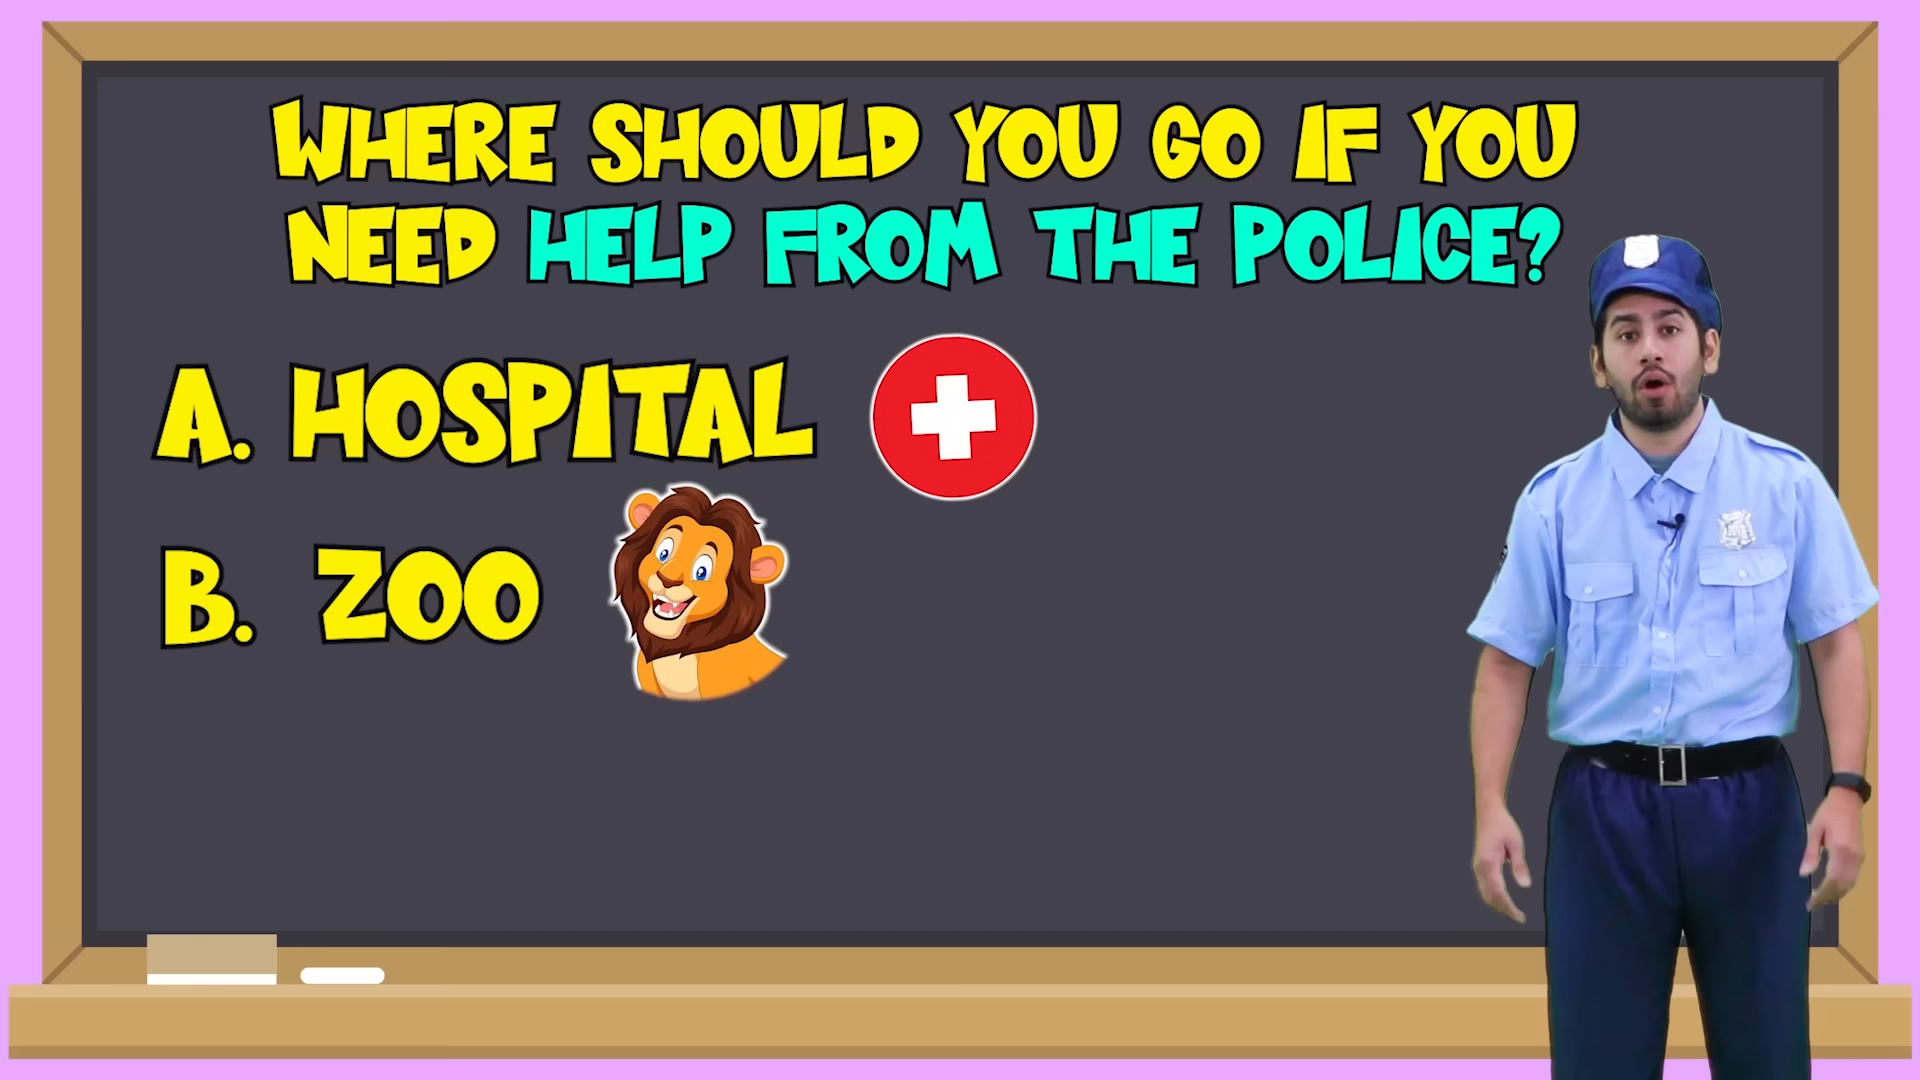 WHERE SHOULD YOU GO IF YOU
NEED HELP FROM THE POLICE?
A. HOSPITAL
B. ZOO